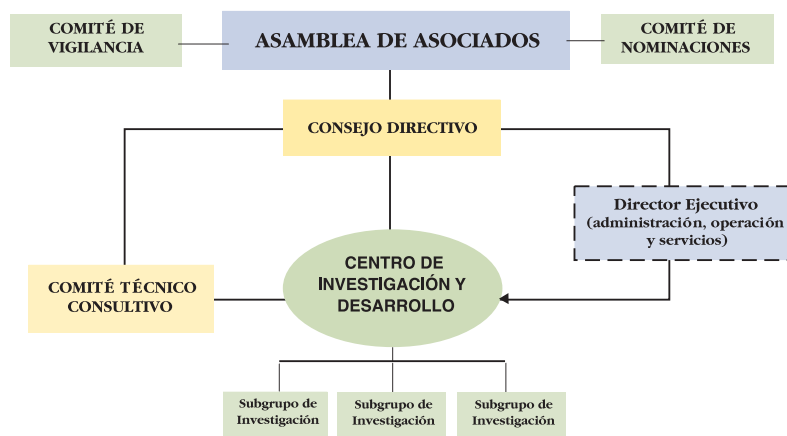 COMITÉ DE
VIGILANCIA
ASAMBLEA DE ASOCIADOS
COMITÉ DE
NOMINACIONES
CONSEJO DIRECTIVO
Director Ejecutivo
(administración, operación
y servicios)
CENTRO DE
INVESTIGACIÓN Y
DESARROLLO
COMITÉ TÉCNICO
CONSULTIVO
Subgrupo de
Investigación
Subgrupo de
Investigación
Subgrupo de
Investigación